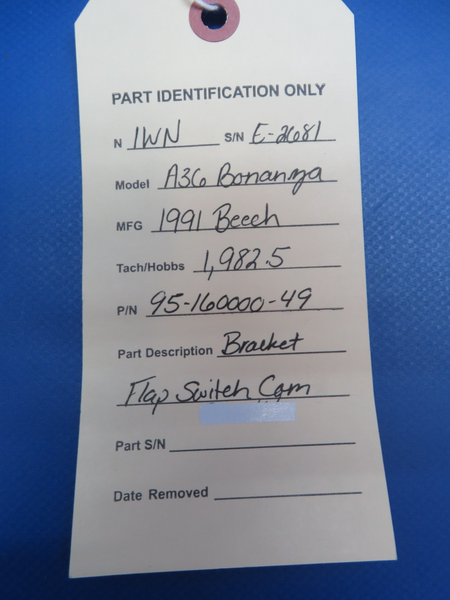 PART IDENTIFICATION ONLY
N 1WN S/N E-2681
Model A36 Bonanza
MFG 1991 Beech
Tach/Hobbs 1,982.5
P/N 95-160000-49
Part Description Bracket
Flap Switch Cam
Part S/N
Date Removed